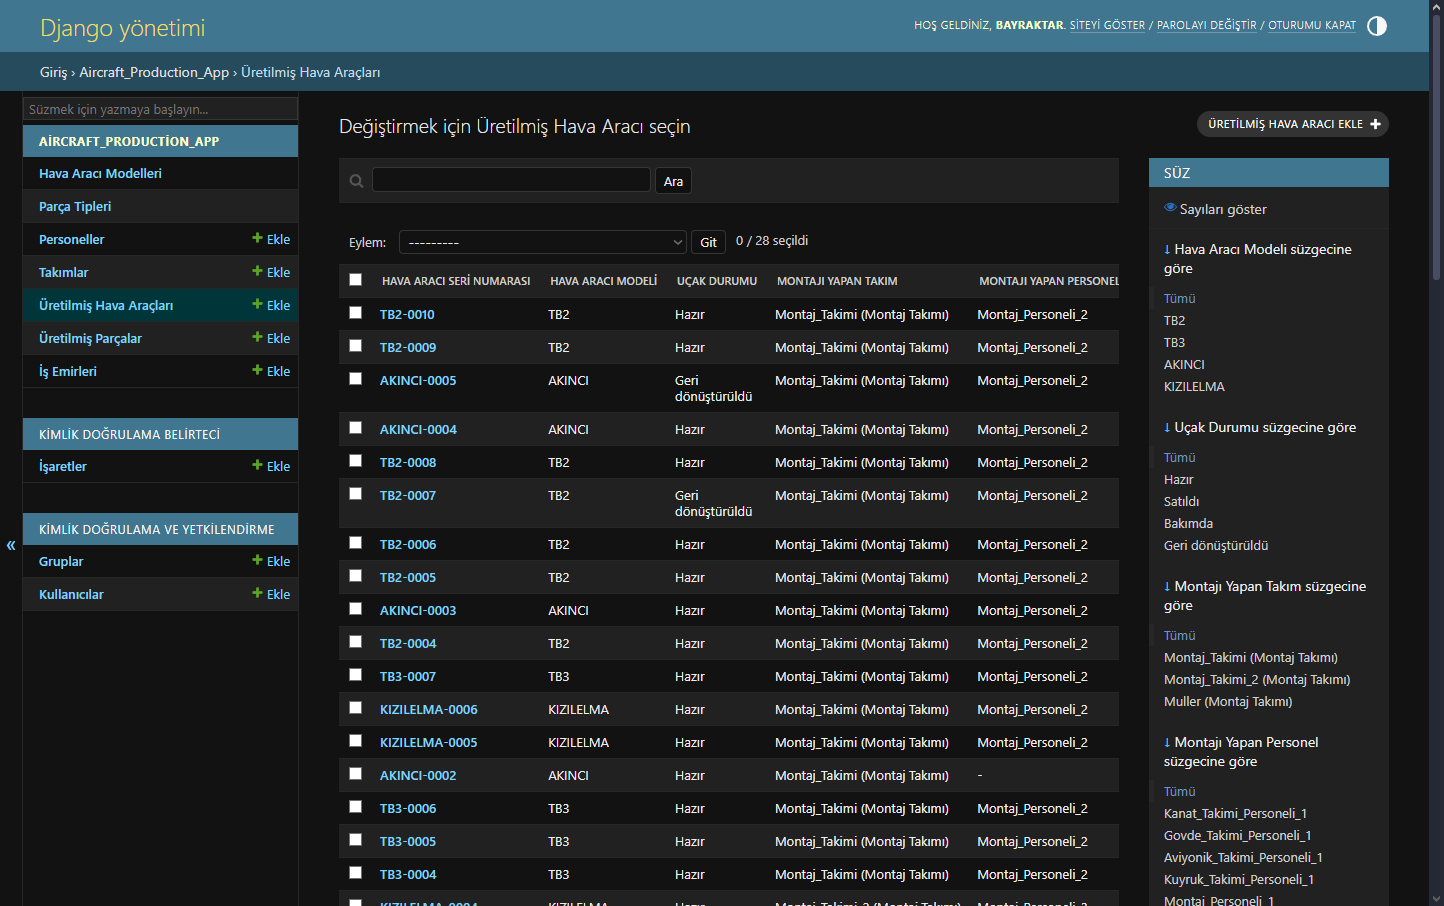 Django yönetimi
HOŞ GELDİNİZ, BAYRAKTAR. SİTEYİ GÖSTER / PAROLAYI DEĞİŞTİR / OTURUMU KAPAT
Giriş › Aircraft_Production_App › Üretilmiş Hava Araçları
Süzmek için yazmaya başlayın...
AİRCRAFT_PRODUCTİON_APP
Hava Aracı Modelleri
Parça Tipleri
Personeller + Ekle
Takımlar + Ekle
Üretilmiş Hava Araçları + Ekle
Üretilmiş Parçalar + Ekle
İş Emirleri + Ekle
KİMLİK DOĞRULAMA BELİRTECİ
İşaretler + Ekle
KİMLİK DOĞRULAMA VE YETKİLENDİRME
Gruplar + Ekle
Kullanıcılar + Ekle
«
Değiştirmek için Üretilmiş Hava Aracı seçin
ÜRETİLMİŞ HAVA ARACI EKLE +
Ara
Eylem: --------- Git 0 / 28 seçildi
HAVA ARACI SERİ NUMARASI HAVA ARACI MODELİ UÇAK DURUMU MONTAJI YAPAN TAKIM MONTAJI YAPAN PERSONEL
TB2-0010 TB2 Hazır Montaj_Takimi (Montaj Takımı) Montaj_Personeli_2
TB2-0009 TB2 Hazır Montaj_Takimi (Montaj Takımı) Montaj_Personeli_2
AKINCI-0005 AKINCI Geri dönüştürüldü Montaj_Takimi (Montaj Takımı) Montaj_Personeli_2
AKINCI-0004 AKINCI Hazır Montaj_Takimi (Montaj Takımı) Montaj_Personeli_2
TB2-0008 TB2 Hazır Montaj_Takimi (Montaj Takımı) Montaj_Personeli_2
TB2-0007 TB2 Geri dönüştürüldü Montaj_Takimi (Montaj Takımı) Montaj_Personeli_2
TB2-0006 TB2 Hazır Montaj_Takimi (Montaj Takımı) Montaj_Personeli_2
TB2-0005 TB2 Hazır Montaj_Takimi (Montaj Takımı) Montaj_Personeli_2
AKINCI-0003 AKINCI Hazır Montaj_Takimi (Montaj Takımı) Montaj_Personeli_2
TB2-0004 TB2 Hazır Montaj_Takimi (Montaj Takımı) Montaj_Personeli_2
TB3-0007 TB3 Hazır Montaj_Takimi (Montaj Takımı) Montaj_Personeli_2
KIZILELMA-0006 KIZILELMA Hazır Montaj_Takimi (Montaj Takımı) Montaj_Personeli_2
KIZILELMA-0005 KIZILELMA Hazır Montaj_Takimi (Montaj Takımı) Montaj_Personeli_2
AKINCI-0002 AKINCI Hazır Montaj_Takimi (Montaj Takımı) -
TB3-0006 TB3 Hazır Montaj_Takimi (Montaj Takımı) Montaj_Personeli_2
TB3-0005 TB3 Hazır Montaj_Takimi (Montaj Takımı) Montaj_Personeli_2
TB3-0004 TB3 Hazır Montaj_Takimi (Montaj Takımı) Montaj_Personeli_2
KIZILELMA-0004 KIZILELMA Hazır Montaj_Takimi_2 (Montaj Takımı) Montaj_Personeli_2
SÜZ
Sayıları göster
↓ Hava Aracı Modeli süzgecine
göre
Tümü
TB2
TB3
AKINCI
KIZILELMA
↓ Uçak Durumu süzgecine göre
Tümü
Hazır
Satıldı
Bakımda
Geri dönüştürüldü
↓ Montajı Yapan Takım süzgecine
göre
Tümü
Montaj_Takimi (Montaj Takımı)
Montaj_Takimi_2 (Montaj Takımı)
Muller (Montaj Takımı)
↓ Montajı Yapan Personel
süzgecine göre
Tümü
Kanat_Takimi_Personeli_1
Govde_Takimi_Personeli_1
Aviyonik_Takimi_Personeli_1
Kuyruk_Takimi_Personeli_1
Montaj_Personeli_1